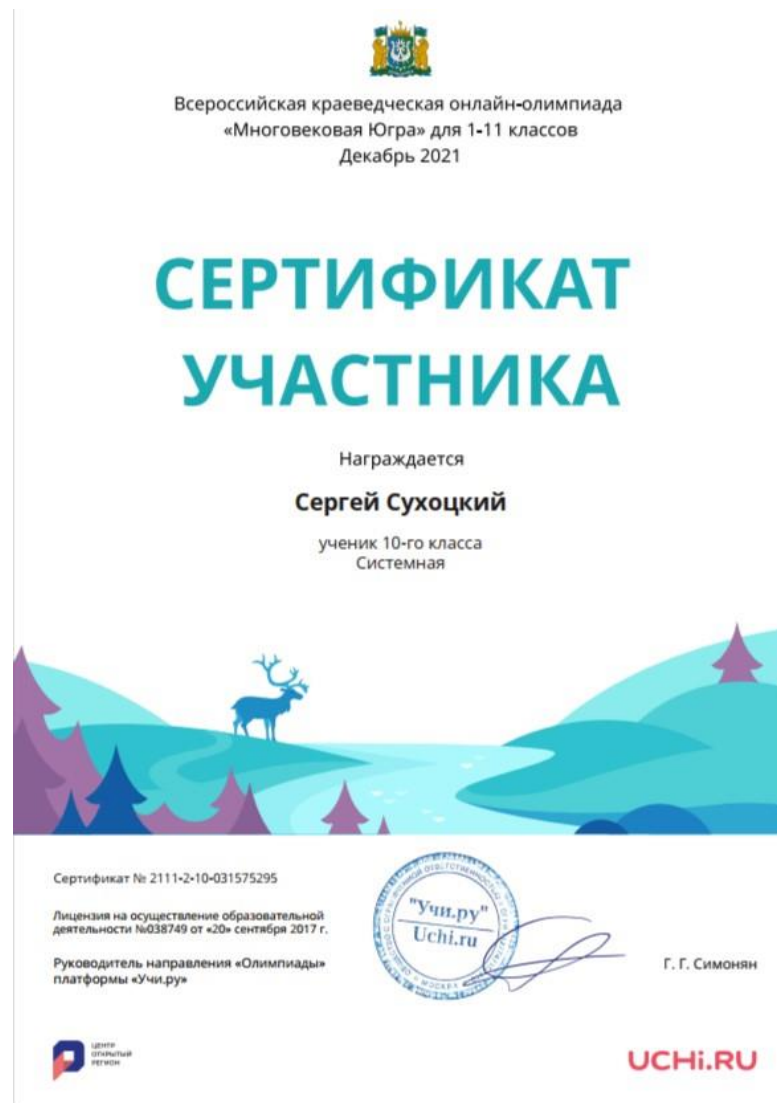 Всероссийская краеведческая онлайн-олимпиада
«Многовековая Югра» для 1-11 классов
Декабрь 2021
СЕРТИФИКАТ
УЧАСТНИКА
Награждается
Сергей Сухоцкий
ученик 10-го класса
Системная
Сертификат № 2111-2-10-031575295
Лицензия на осуществление образовательной
деятельности №038749 от «20» сентября 2017 г.
Руководитель направления «Олимпиады»
платформы «Учи.ру»
"Учи.ру"
Uchi.ru
МОСКВА
Г. Г. Симонян
ЦЕНТР
ОТКРЫТЫЙ
РЕГИОН
UCHi.RU